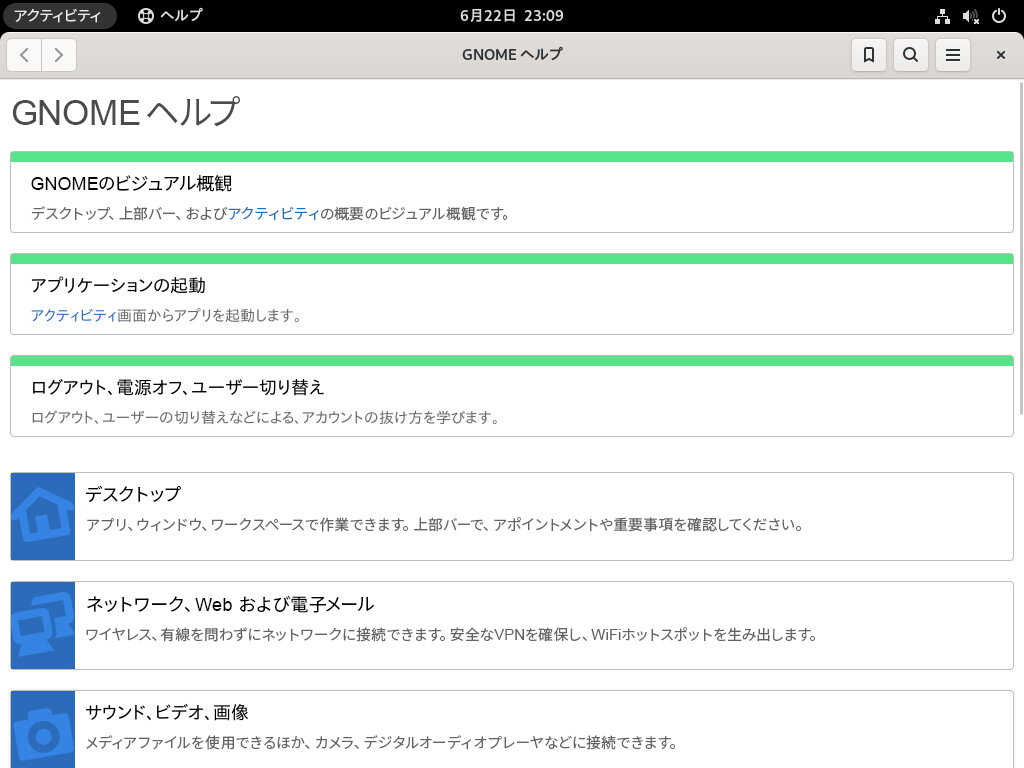 アクティビティ ヘルプ 6月22日 23:09
GNOME ヘルプ
GNOME ヘルプ
GNOMEのビジュアル概観
デスクトップ、上部バー、およびアクティビティの概要のビジュアル概観です。
アプリケーションの起動
アクティビティ画面からアプリを起動します。
ログアウト、電源オフ、ユーザー切り替え
ログアウト、ユーザーの切り替えなどによる、アカウントの抜け方を学びます。
デスクトップ
アプリ、ウィンドウ、ワークスペースで作業できます。上部バーで、アポイントメントや重要事項を確認してください。
ネットワーク、Web および電子メール
ワイヤレス、有線を問わずにネットワークに接続できます。安全なVPNを確保し、WiFiホットスポットを生み出します。
サウンド、ビデオ、画像
メディアファイルを使用できるほか、カメラ、デジタルオーディオプレーヤなどに接続できます。